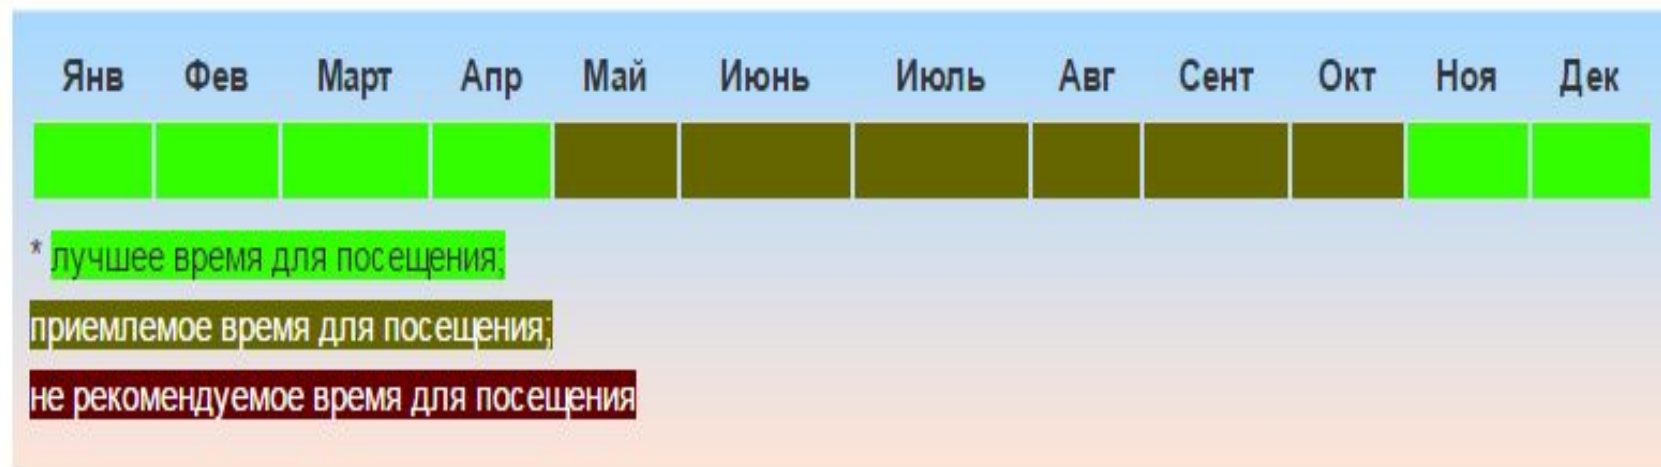 Янв Фев Март Апр Май Июнь Июль Авг Сент Окт Ноя Дек
* лучшее время для посещения;
приемлемое время для посещения;
не рекомендуемое время для посещения